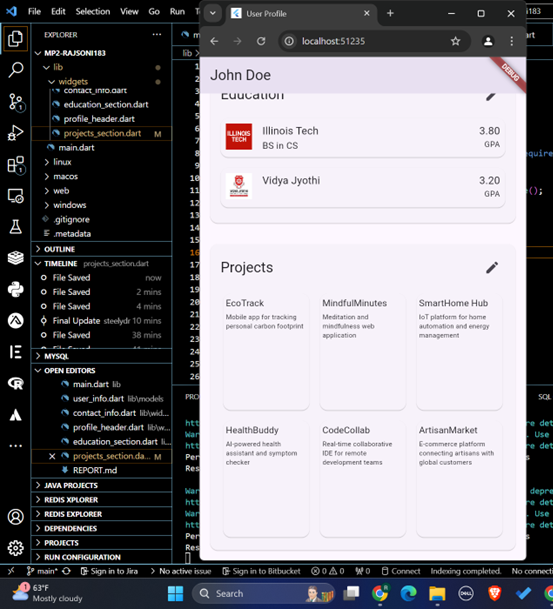 File
Edit
Selection
View
Go
Run
EXPLORER
MP2-RAJSONI183
lib
widgets
contact_info.dart
education_section.dart
profile_header.dart
projects_section.dart M
main.dart
linux
macos
web
windows
.gitignore
.metadata
OUTLINE
TIMELINE projects_section.dart
File Saved now
File Saved 2 mins
File Saved 4 mins
Final Update steelydr 10 mins
File Saved 38 mins
MYSQL
OPEN EDITORS
main.dart lib
user_info.dart lib\models
contact_info.dart lib\wid...
profile_header.dart lib\w...
education_section.dart li...
projects_section.da... M
REPORT.md
JAVA PROJECTS
REDIS XPLORER
REDIS EXPLORER
DEPENDENCIES
PROJECTS
RUN CONFIGURATION
User Profile
localhost:51235
DEBUG
John Doe
Education
ILLINOIS TECH
Illinois Tech
BS in CS
3.80
GPA
Vidya Jyothi
3.20
GPA
Projects
EcoTrack
Mobile app for tracking
personal carbon footprint
MindfulMinutes
Meditation and
mindfulness web
application
SmartHome Hub
IoT platform for home
automation and energy
management
HealthBuddy
AI-powered health
assistant and symptom
checker
CodeCollab
Real-time collaborative
IDE for remote
development teams
ArtisanMarket
E-commerce platform
connecting artisans with
global customers
main*
Sign in to Jira
No active issue
Sign in to Bitbucket
0
0
0
Connect
Indexing completed.
No connecti
63°F
Mostly cloudy
Search
DELL